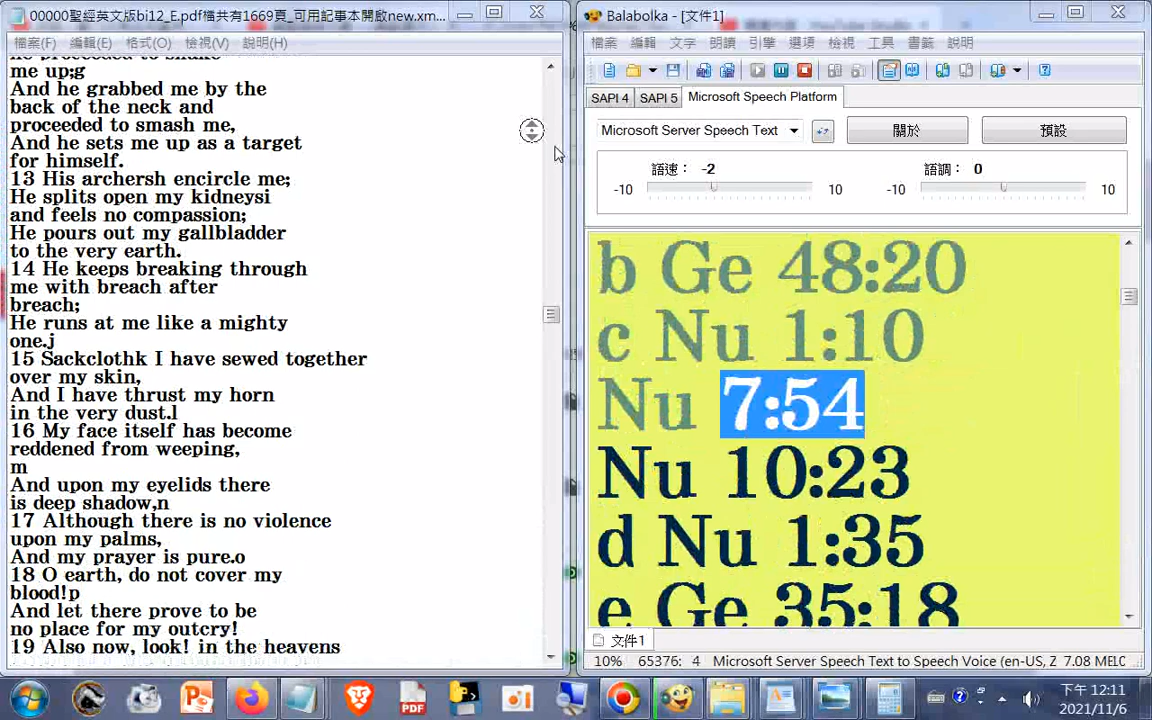 00000聖經英文版bi12_E.pdf檔共有1669頁_可用記事本開啟new.xm...
檔案(F) 編輯(E) 格式(O) 檢視(V) 說明(H)
he proceeded to shake
me up;g
And he grabbed me by the
back of the neck and
proceeded to smash me,
And he sets me up as a target
for himself.
13 His archersh encircle me;
He splits open my kidneysi
and feels no compassion;
He pours out my gallbladder
to the very earth.
14 He keeps breaking through
me with breach after
breach;
He runs at me like a mighty
one.j
15 Sackclothk I have sewed together
over my skin,
And I have thrust my horn
in the very dust.l
16 My face itself has become
reddened from weeping,
m
And upon my eyelids there
is deep shadow,n
17 Although there is no violence
upon my palms,
And my prayer is pure.o
18 O earth, do not cover my
blood!p
And let there prove to be
no place for my outcry!
19 Also now, look! in the heavens
Balabolka - [文件1]
檔案 編輯 文字 朗讀 引擎 選項 檢視 工具 書籤 說明
SAPI 4 SAPI 5 Microsoft Speech Platform
Microsoft Server Speech Text 關於 預設
語速： -2 語調： 0
-10 10 -10 10
b Ge 48:20
c Nu 1:10
Nu 7:54
Nu 10:23
d Nu 1:35
e Ge 35:18
文件1
10% 65376: 4 Microsoft Server Speech Text to Speech Voice (en-US, Z 7.08 MELO
PDF
下午 12:11
2021/11/6